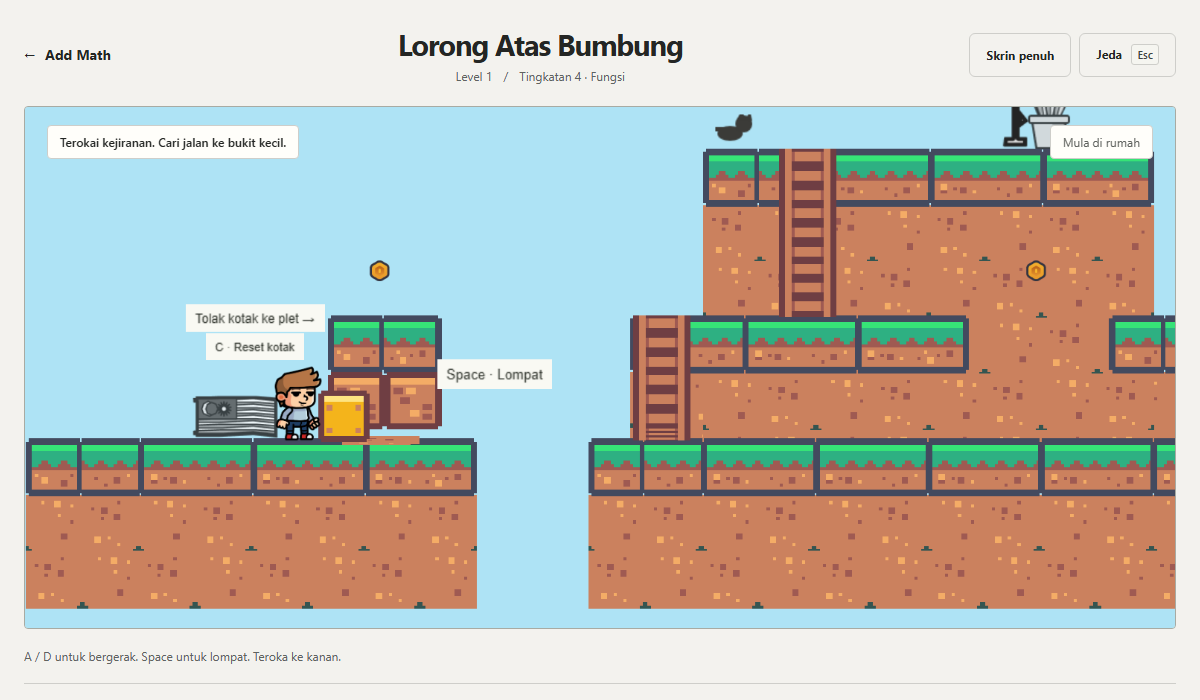 ← Add Math
Lorong Atas Bumbung
Level 1 / Tingkatan 4 · Fungsi
Skrin penuh
Jeda Esc
Terokai kejiranan. Cari jalan ke bukit kecil.
Mula di rumah
Tolak kotak ke plet →
C · Reset kotak
Space · Lompat
A / D untuk bergerak. Space untuk lompat. Teroka ke kanan.